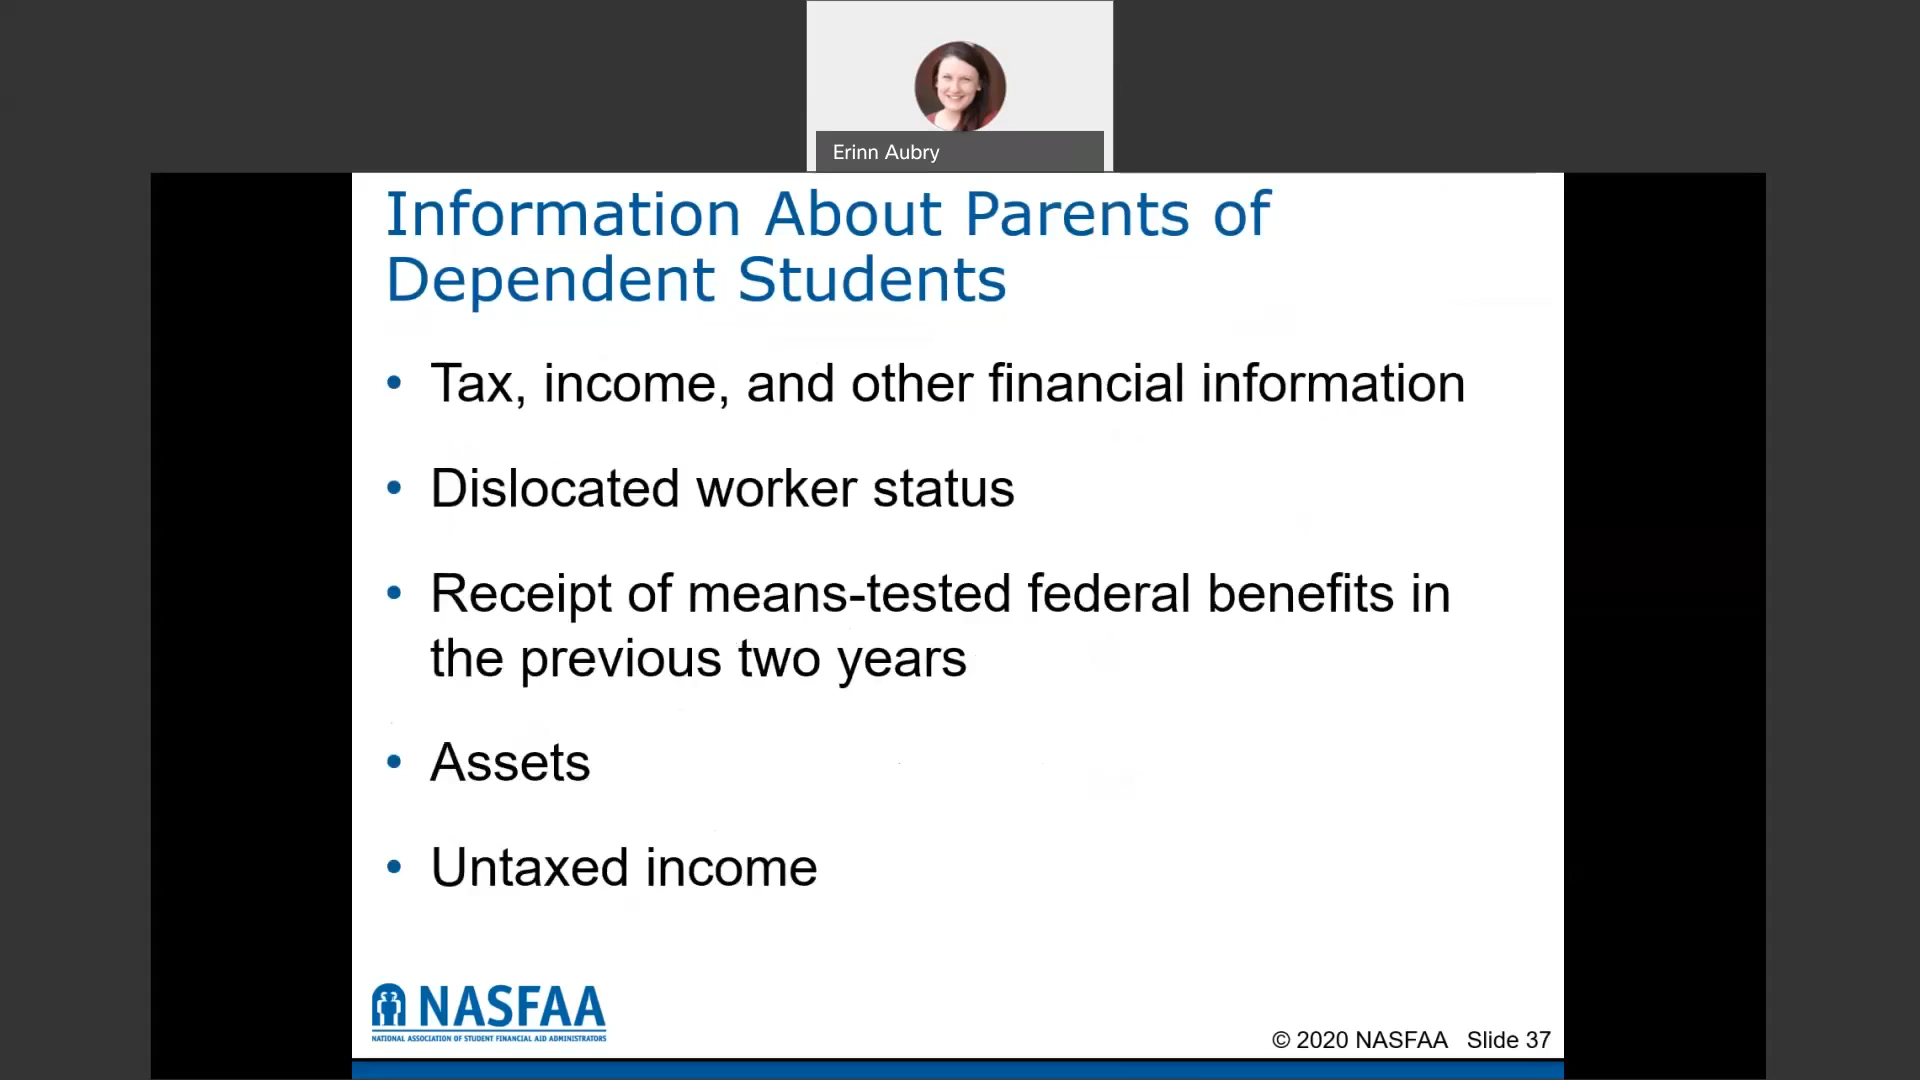 Erinn Aubry
Information About Parents of
Dependent Students
• Tax, income, and other financial information
• Dislocated worker status
• Receipt of means-tested federal benefits in
the previous two years
• Assets
• Untaxed income
NASFAA
NATIONAL ASSOCIATION OF STUDENT FINANCIAL AID ADMINISTRATORS
© 2020 NASFAA Slide 37